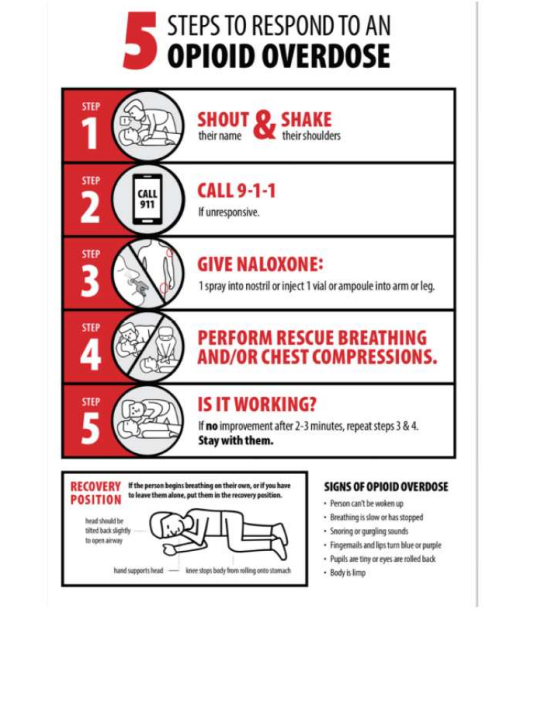 5 STEPS TO RESPOND TO AN
OPIOID OVERDOSE
STEP
1
SHOUT & SHAKE
their name their shoulders
STEP
2
CALL
911
CALL 9-1-1
If unresponsive.
STEP
3
GIVE NALOXONE:
1 spray into nostril or inject 1 vial or ampoule into arm or leg.
STEP
4
PERFORM RESCUE BREATHING
AND/OR CHEST COMPRESSIONS.
STEP
5
IS IT WORKING?
If no improvement after 2-3 minutes, repeat steps 3 & 4.
Stay with them.
RECOVERY
POSITION
If the person begins breathing on their own, or if you have
to leave them alone, put them in the recovery position.
head should be
tilted back slightly
to open airway
hand supports head
knee stops body from rolling onto stomach
SIGNS OF OPIOID OVERDOSE
• Person can't be woken up
• Breathing is slow or has stopped
• Snoring or gurgling sounds
• Fingernails and lips turn blue or purple
• Pupils are tiny or eyes are rolled back
• Body is limp